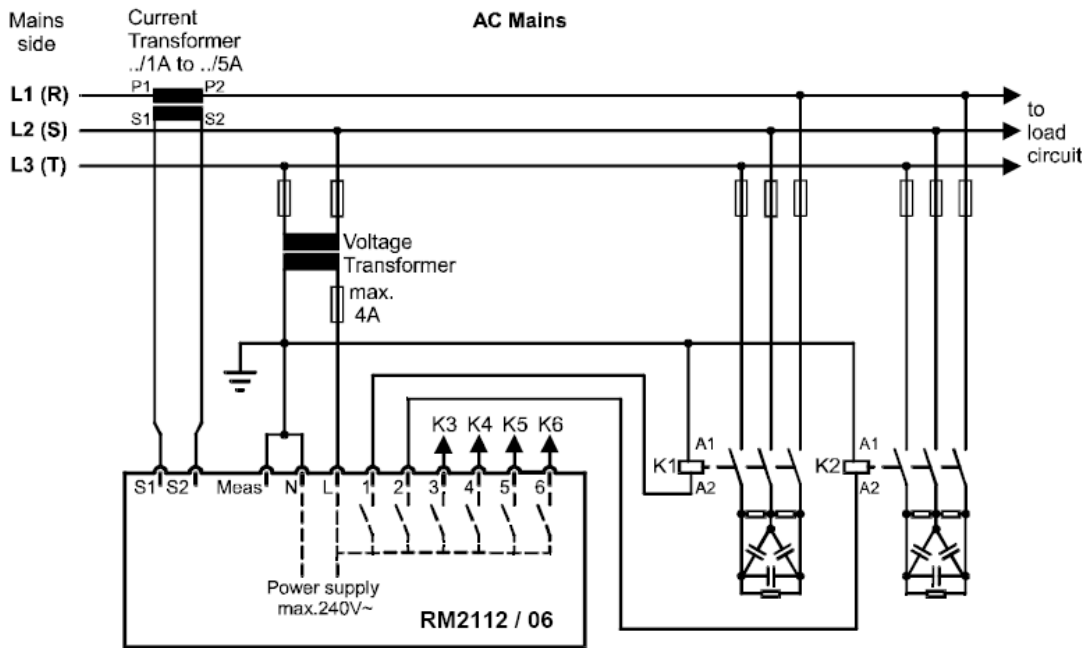 Mains
side
Current
Transformer
../1A to ../5A
AC Mains
P1
P2
L1 (R)
S1
S2
to
load
circuit
L2 (S)
L3 (T)
Voltage
Transformer
max.
4A
K3
K4
K5
K6
K1
A1
A2
K2
A1
A2
S1
S2
Meas
N
L
1
2
3
4
5
6
Power supply
max.240V~
RM2112 / 06